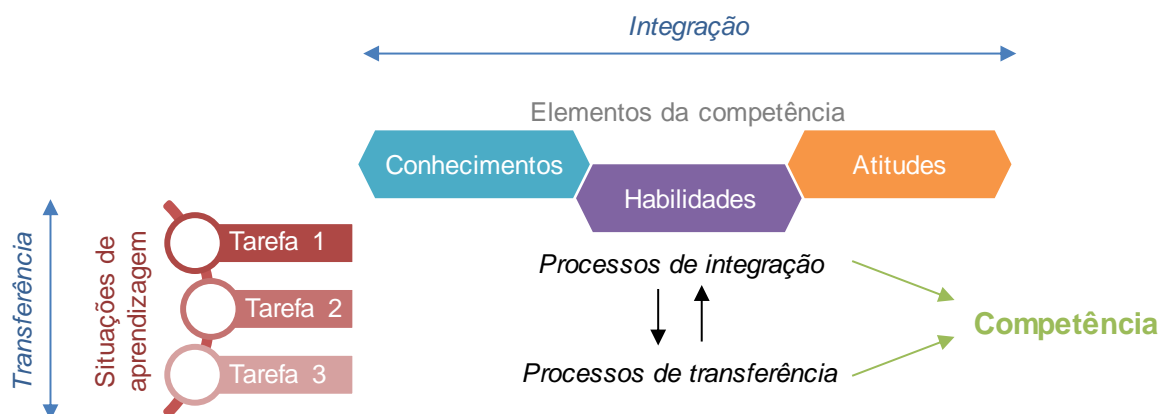 Integração
Elementos da competência
Conhecimentos
Habilidades
Atitudes
Transferência
Situações de
aprendizagem
Tarefa 1
Tarefa 2
Tarefa 3
Processos de integração
Processos de transferência
Competência